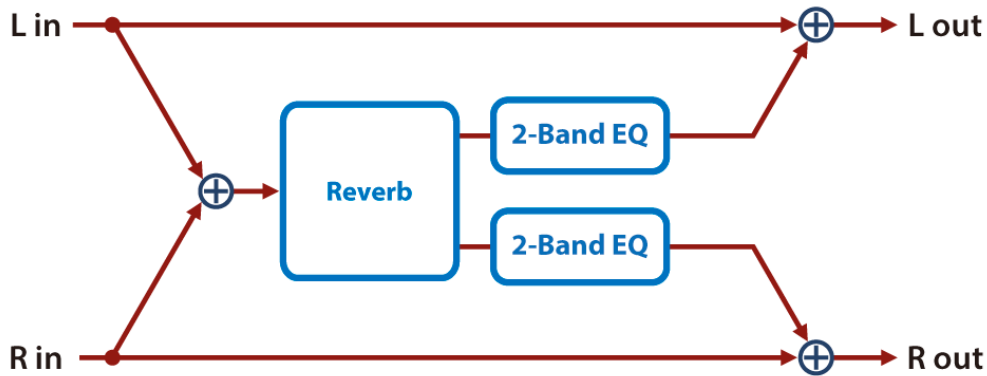 L in
L out
2-Band EQ
Reverb
2-Band EQ
R in
R out